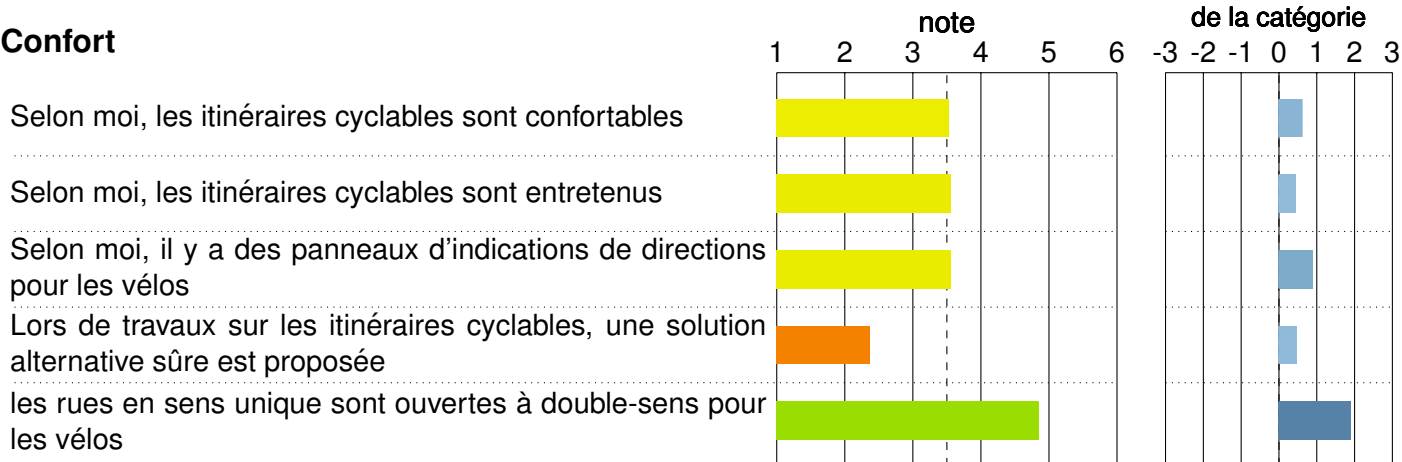 Confort
note
de la catégorie
1 2 3 4 5 6
-3 -2 -1 0 1 2 3
Selon moi, les itinéraires cyclables sont confortables
Selon moi, les itinéraires cyclables sont entretenus
Selon moi, il y a des panneaux d'indications de directions
pour les vélos
Lors de travaux sur les itinéraires cyclables, une solution
alternative sûre est proposée
les rues en sens unique sont ouvertes à double-sens pour
les vélos